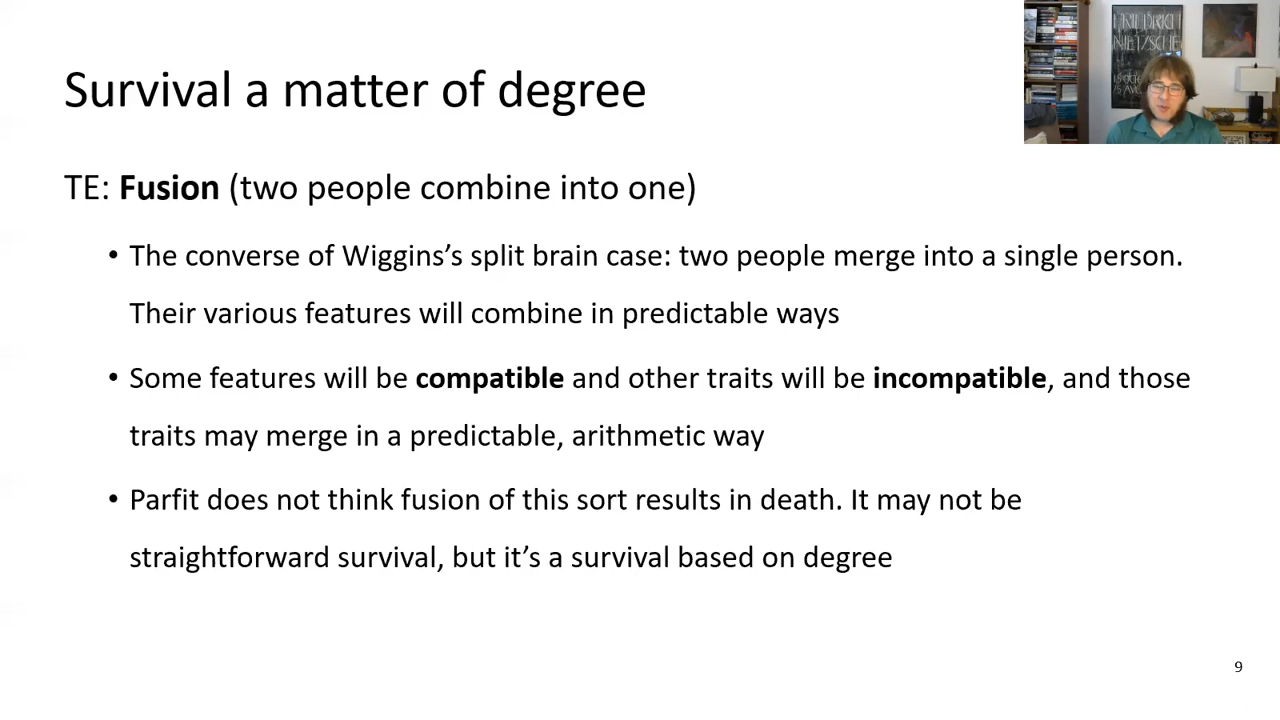 Survival a matter of degree
TE: Fusion (two people combine into one)
• The converse of Wiggins’s split brain case: two people merge into a single person.
Their various features will combine in predictable ways
• Some features will be compatible and other traits will be incompatible, and those
traits may merge in a predictable, arithmetic way
• Parfit does not think fusion of this sort results in death. It may not be
straightforward survival, but it’s a survival based on degree
FRIEDRICH
NIETZSCHE
9